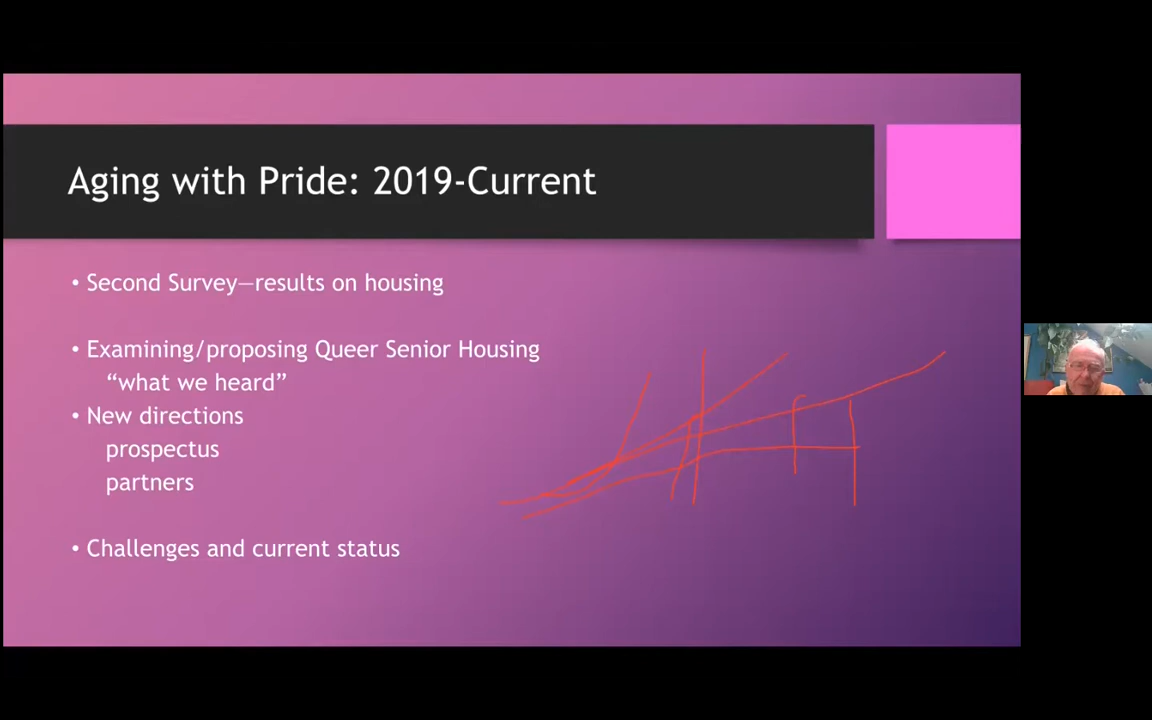 Aging with Pride: 2019-Current
• Second Survey—results on housing
• Examining/proposing Queer Senior Housing
“what we heard”
• New directions
prospectus
partners
• Challenges and current status